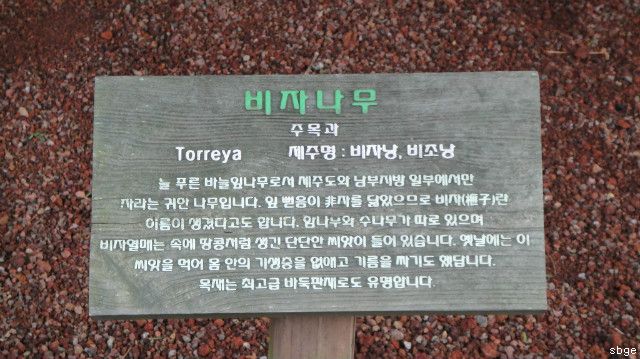 비자나무
주목과
Torreya 제주명 : 비자낭, 비조낭
늘 푸른 바늘잎나무로서 제주도와 남부지방 일부에서만
자라는 귀한 나무입니다. 잎 뻗음이 非자를 닮았으므로 비자(榧子)란
이름이 생겼다고도 합니다. 암나무와 수나무가 따로 있으며
비자열매는 속에 땅콩처럼 생긴 단단한 씨앗이 들어 있습니다. 옛날에는 이
씨앗을 먹어 몸 안의 기생충을 없애고 기름을 짜기도 했답니다.
목재는 최고급 바둑판재로도 유명합니다.
sbge